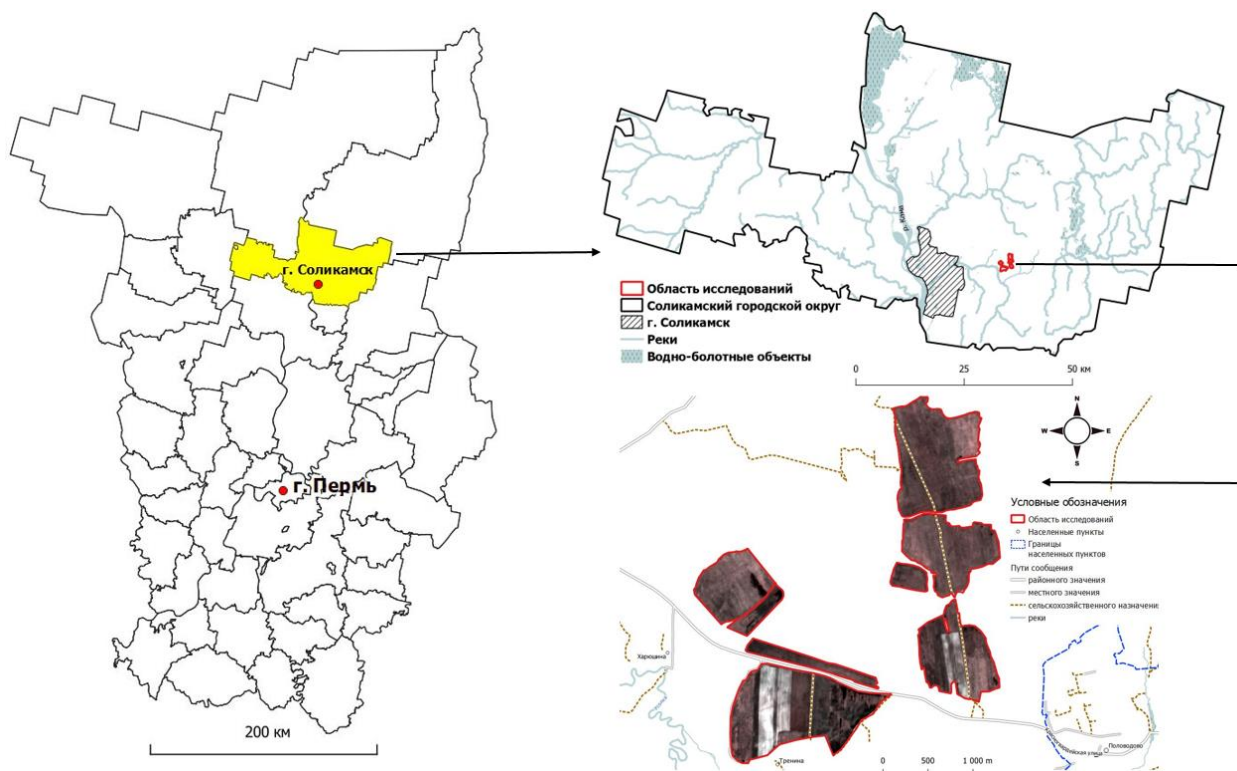 г. Соликамск
г. Пермь
200 км
р. Кама
Область исследований
Соликамский городской округ
г. Соликамск
Реки
Водно-болотные объекты
0 25 50 км
N
W E
S
Условные обозначения
Область исследований
Населенные пункты
Границы
населенных пунктов
Пути сообщения
районного значения
местного значения
сельскохозяйственного назначени
реки
Харюшина
Тренина
Половодово
0 500 1 000 m